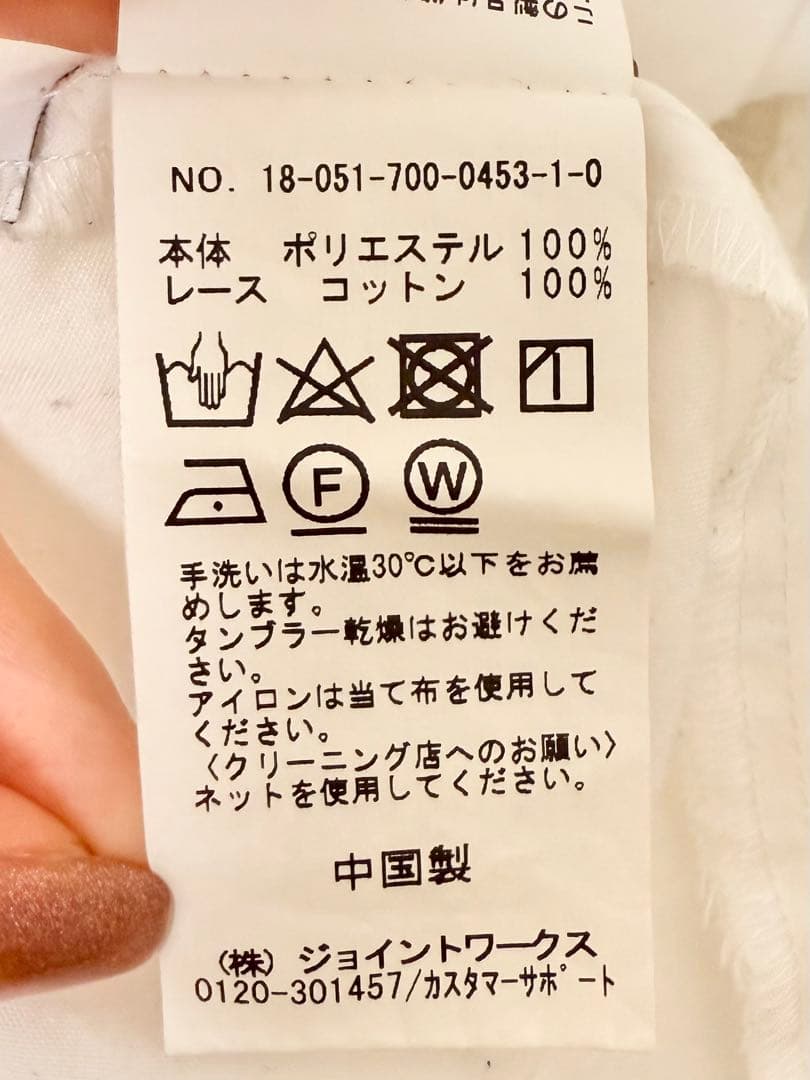 NO. 18-051-700-0453-1-0
本体 ポリエステル 100%
レース コットン 100%
F W
手洗いは水温30℃以下をお薦
めします。
タンブラー乾燥はお避けくだ
さい。
アイロンは当て布を使用して
ください。
〈クリーニング店へのお願い〉
ネットを使用してください。
中国製
(株) ジョイントワークス
0120-301457/カスタマーサポート